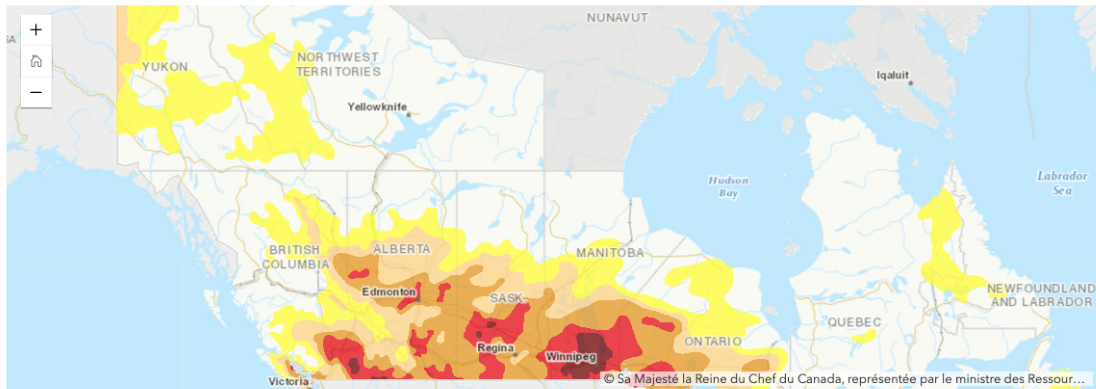 NUNAVUT
+
SA
YUKON
NORTHWEST
TERRITORIES
Iqaluit
Yellowknife
−
Hudson
Bay
Labrador
Sea
BRITISH
COLUMBIA
ALBERTA
MANITOBA
Edmonton
SASK
NEWFOUNDLAND
AND LABRADOR
QUEBEC
Regina
Winnipeg
ONTARIO
Victoria
© Sa Majesté la Reine du Chef du Canada, représentée par le ministre des Ressour…